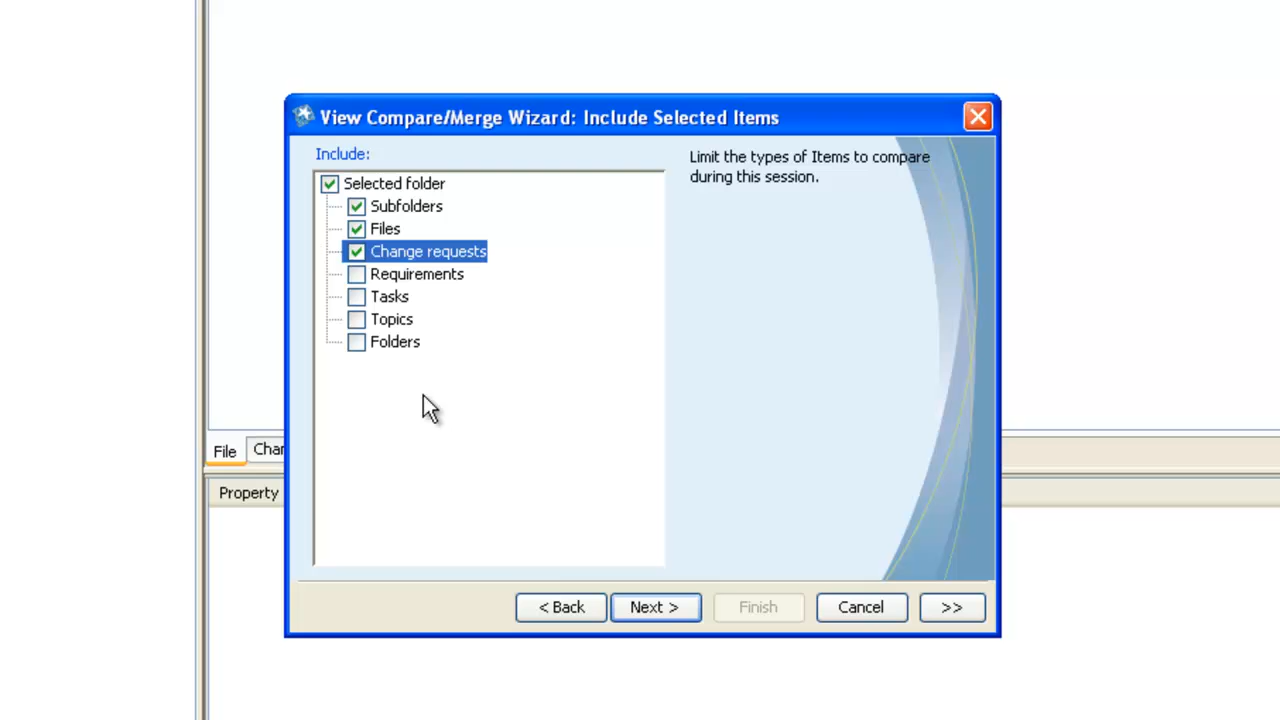 View Compare/Merge Wizard: Include Selected Items
Include:
Selected folder
Subfolders
Files
Change requests
Requirements
Tasks
Topics
Folders
Limit the types of Items to compare
during this session.
File
Property
< Back
Next >
Finish
Cancel
>>